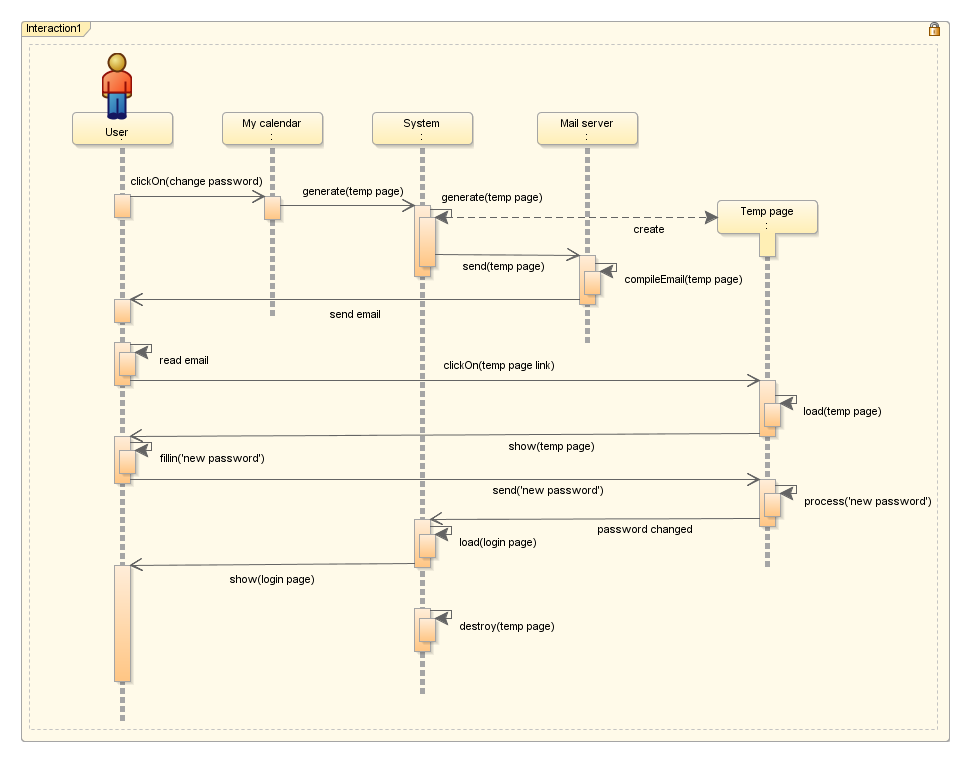 Interaction1
User
:
My calendar
:
System
:
Mail server
:
clickOn(change password)
generate(temp page)
generate(temp page)
Temp page
:
create
send(temp page)
compileEmail(temp page)
send email
read email
clickOn(temp page link)
load(temp page)
show(temp page)
fillin('new password')
send('new password')
process('new password')
password changed
load(login page)
show(login page)
destroy(temp page)